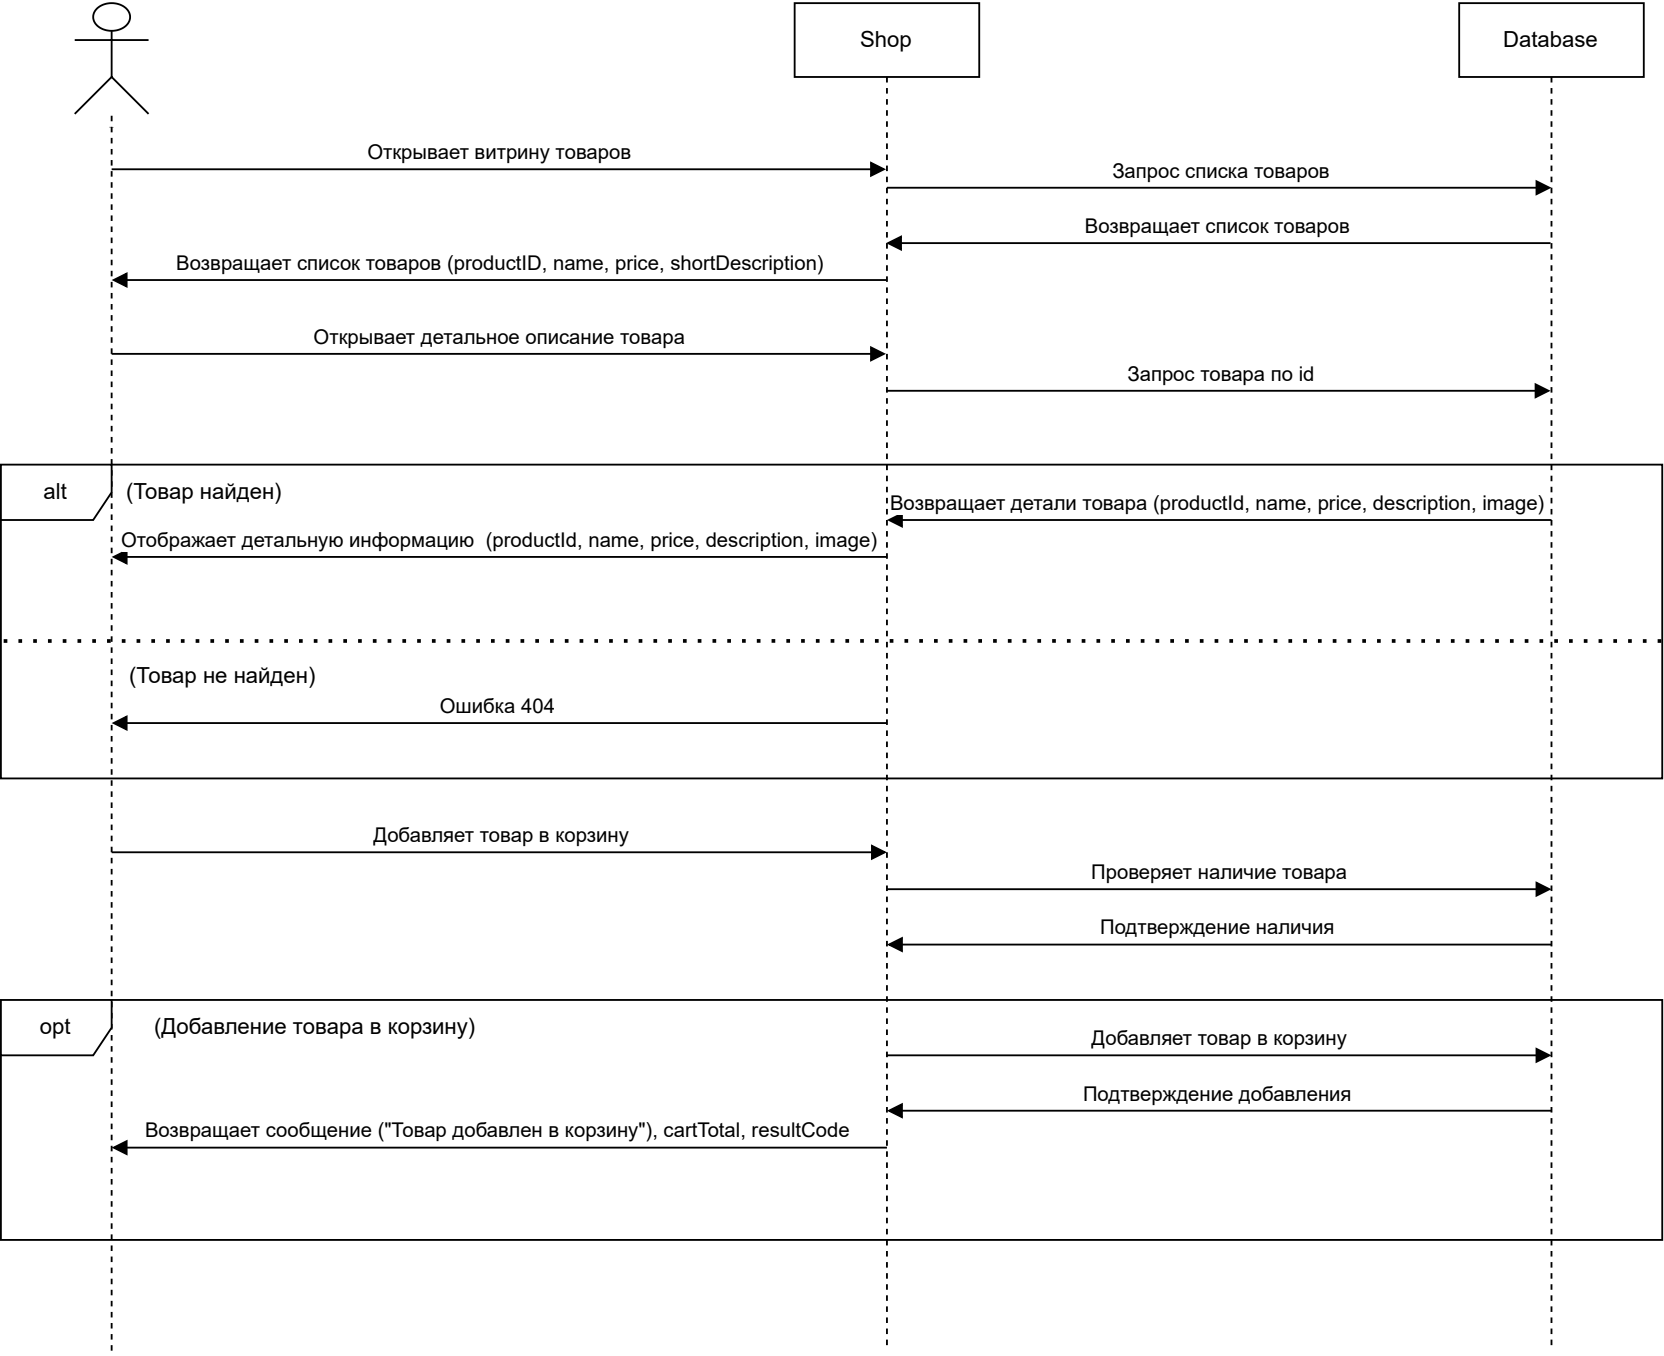 Shop
Database
Открывает витрину товаров
Запрос списка товаров
Возвращает список товаров
Возвращает список товаров (productID, name, price, shortDescription)
Открывает детальное описание товара
Запрос товара по id
alt
(Товар найден)
Возвращает детали товара (productId, name, price, description, image)
Отображает детальную информацию (productId, name, price, description, image)
(Товар не найден)
Ошибка 404
Добавляет товар в корзину
Проверяет наличие товара
Подтверждение наличия
opt
(Добавление товара в корзину)
Добавляет товар в корзину
Подтверждение добавления
Возвращает сообщение ("Товар добавлен в корзину"), cartTotal, resultCode